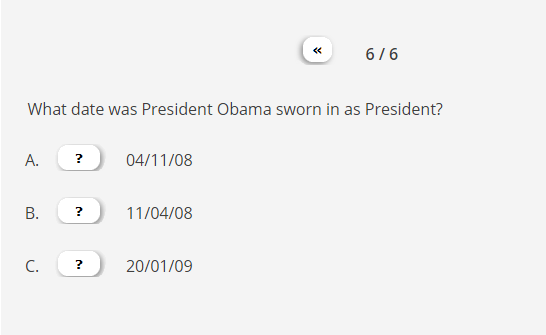 « 6 / 6
What date was President Obama sworn in as President?
A. ? 04/11/08
B. ? 11/04/08
C. ? 20/01/09